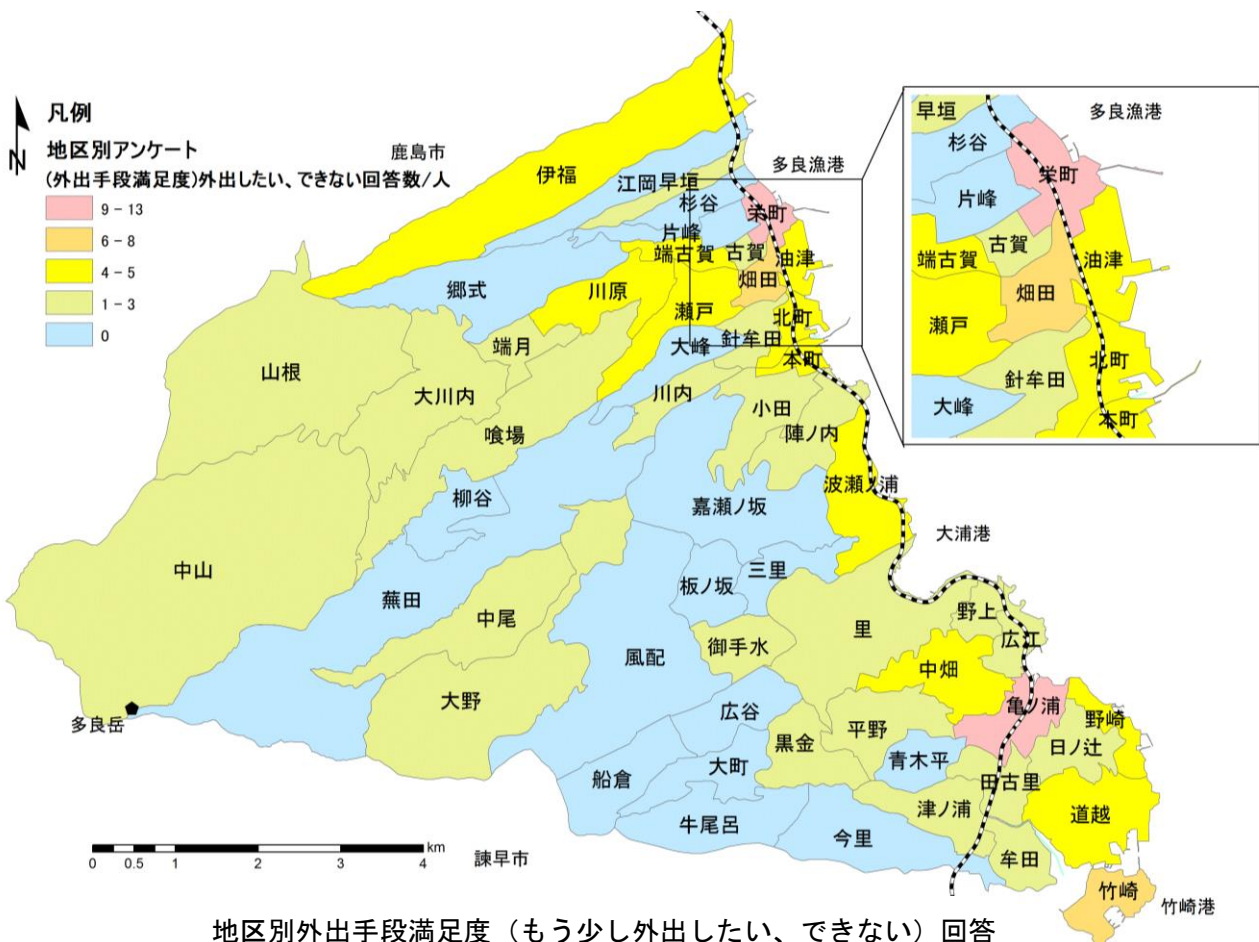 凡例
地区別アンケート
(外出手段満足度)外出したい、できない回答数/人
9 - 13
6 - 8
4 - 5
1 - 3
0
N
鹿島市
多良漁港
伊福
江岡
早垣
杉谷
栄町
片峰
端古賀
古賀
油津
郷式
川原
畑田
瀬戸
北町
端月
大峰
針牟田
本町
山根
大川内
川内
小田
喰場
陣ノ内
柳谷
嘉瀬ノ坂
波瀬ノ浦
大浦港
中山
蕪田
板ノ坂
三里
中尾
里
野上
広江
御手水
風配
中畑
大野
亀ノ浦
野崎
広谷
黒金
平野
日ノ辻
多良岳
青木平
船倉
大町
田古里
津ノ浦
道越
牛尾呂
今里
牟田
竹崎
竹崎港
諫早市
0 0.5 1 2 3 4 km
早垣
多良漁港
杉谷
栄町
片峰
古賀
端古賀
油津
畑田
瀬戸
北町
針牟田
大峰
本町
地区別外出手段満足度（もう少し外出したい、できない）回答